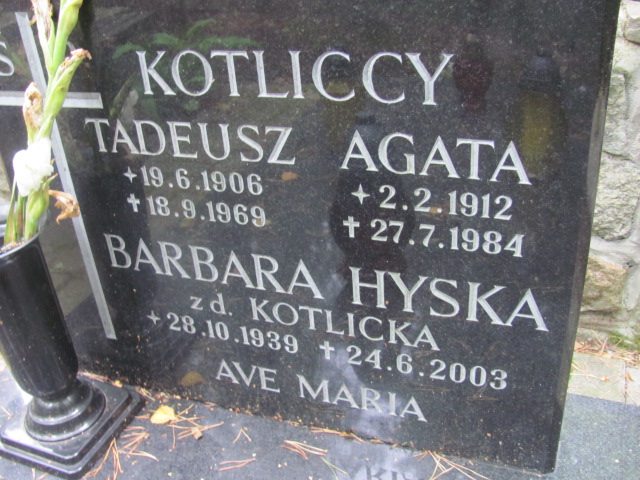 KOTLICCY
TADEUSZ AGATA
+19.6.1906 +2.2.1912
✝18.9.1969 ✝27.7.1984
BARBARA HYSKA
z d. KOTLICKA
+28.10.1939 ✝24.6.2003
AVE MARIA